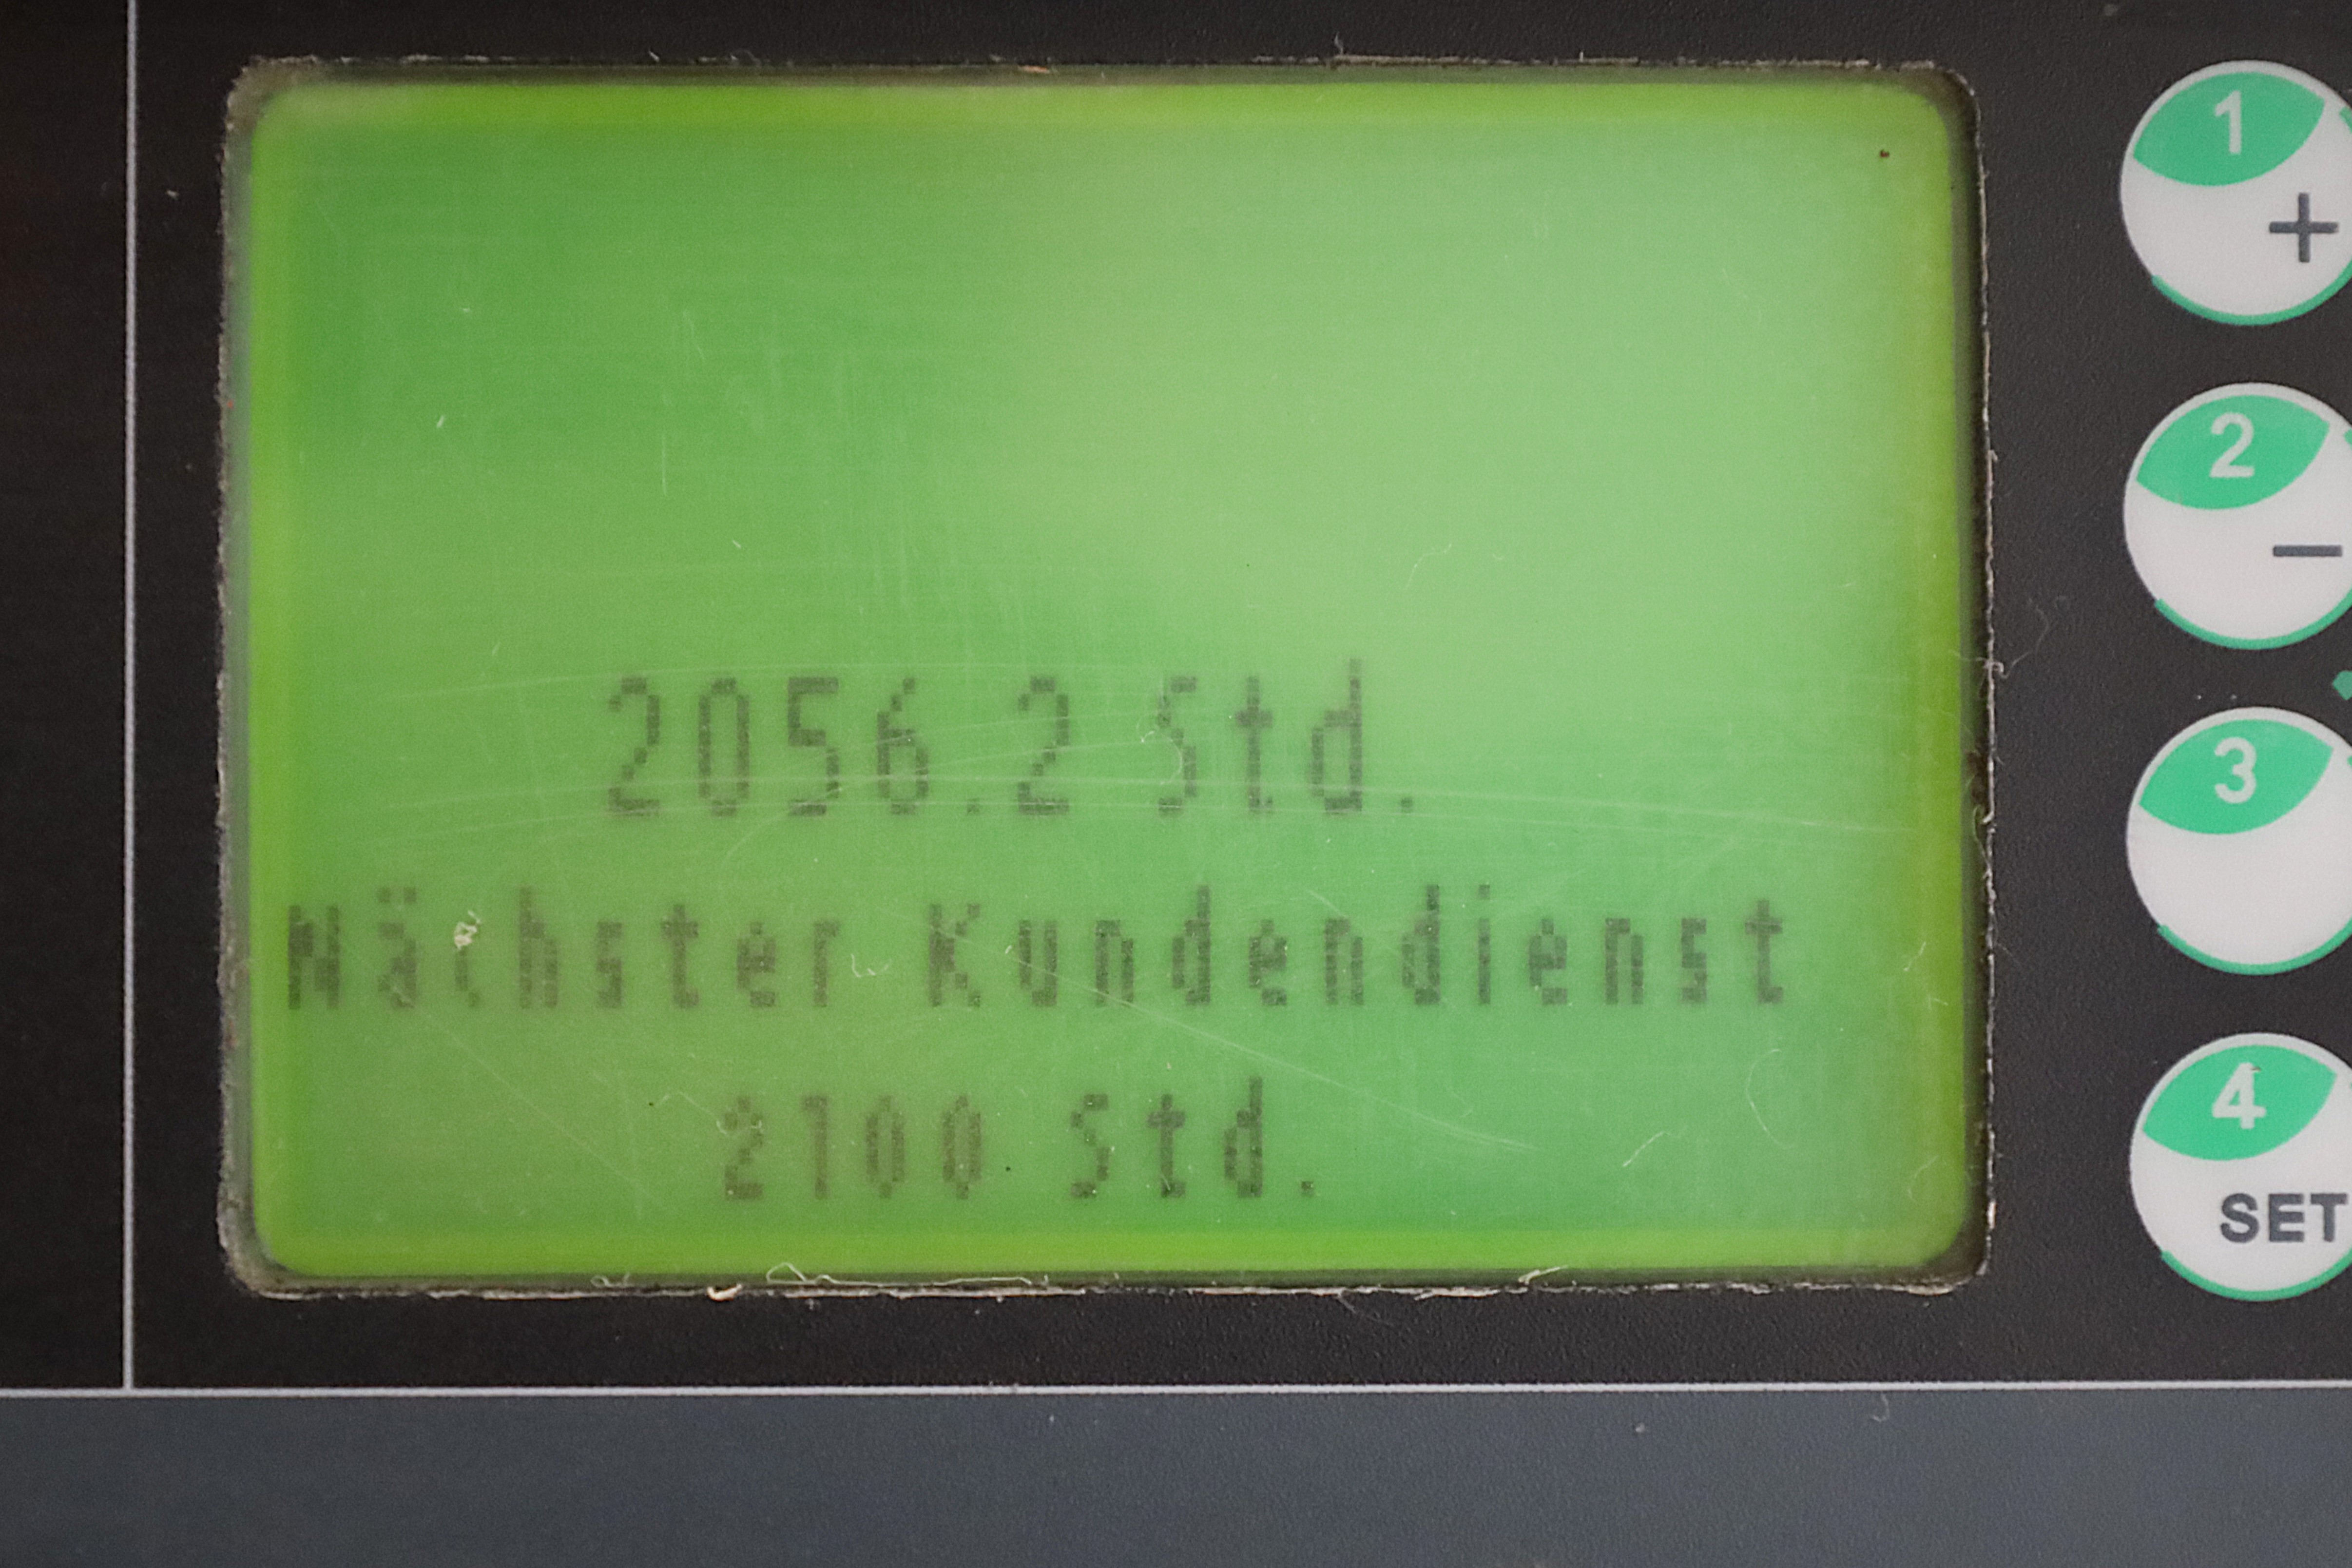 2056.2 Std.
Nächster Kundendienst
2100 Std.
1
+
2
−
3
4
SET